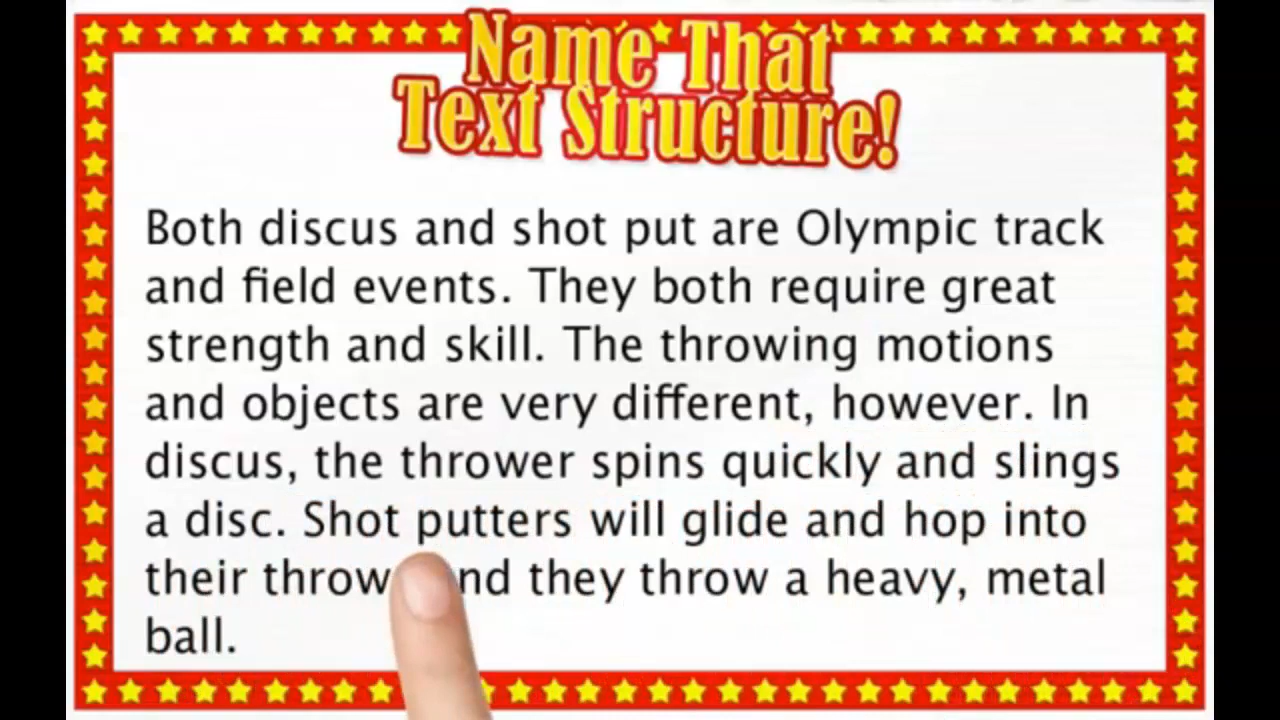 Name That
Text Structure!
Both discus and shot put are Olympic track
and field events. They both require great
strength and skill. The throwing motions
and objects are very different, however. In
discus, the thrower spins quickly and slings
a disc. Shot putters will glide and hop into
their throw and they throw a heavy, metal
ball.